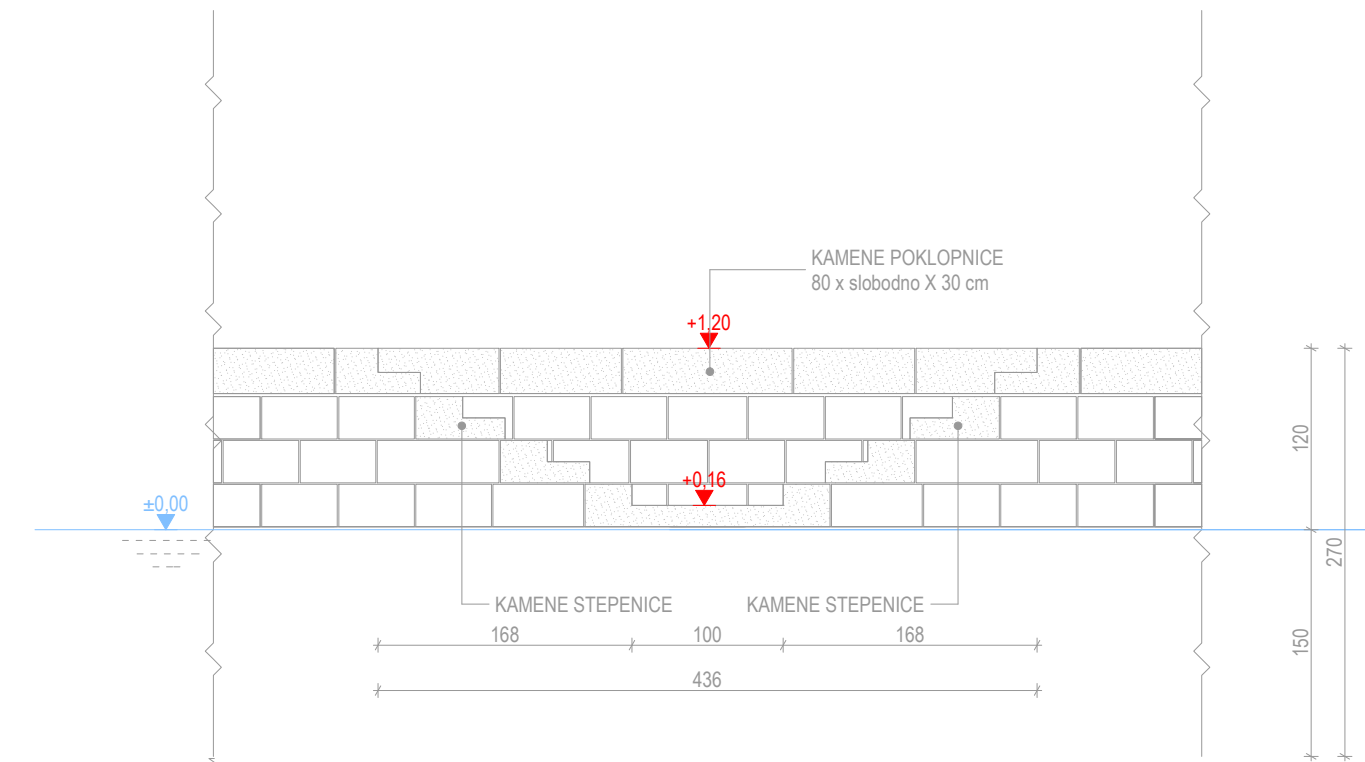 KAMENE POKLOPNICE
80 x slobodno X 30 cm
+1,20
+0,16
±0,00
120
270
150
KAMENE STEPENICE
KAMENE STEPENICE
168
100
168
436